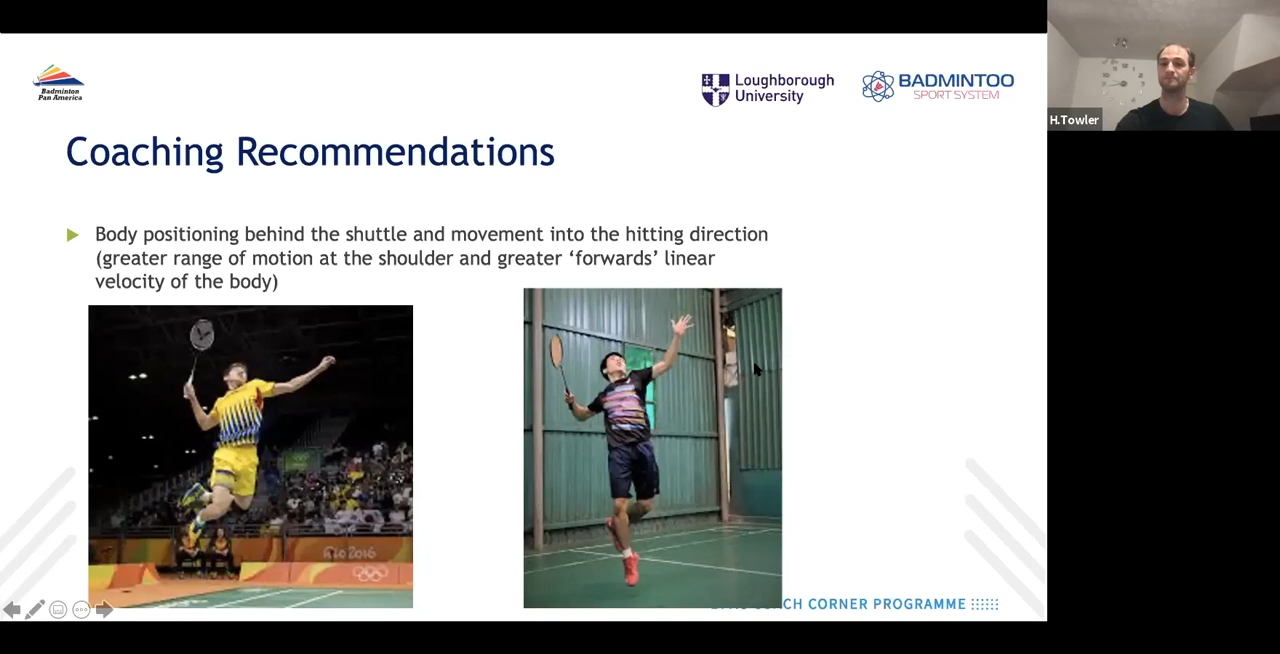 Badminton
Pan America
Loughborough
University
BADMINTOO
SPORT SYSTEM
H.Towler
Coaching Recommendations
Body positioning behind the shuttle and movement into the hitting direction
(greater range of motion at the shoulder and greater ‘forwards’ linear
velocity of the body)
RIO 2016
CORNER PROGRAMME